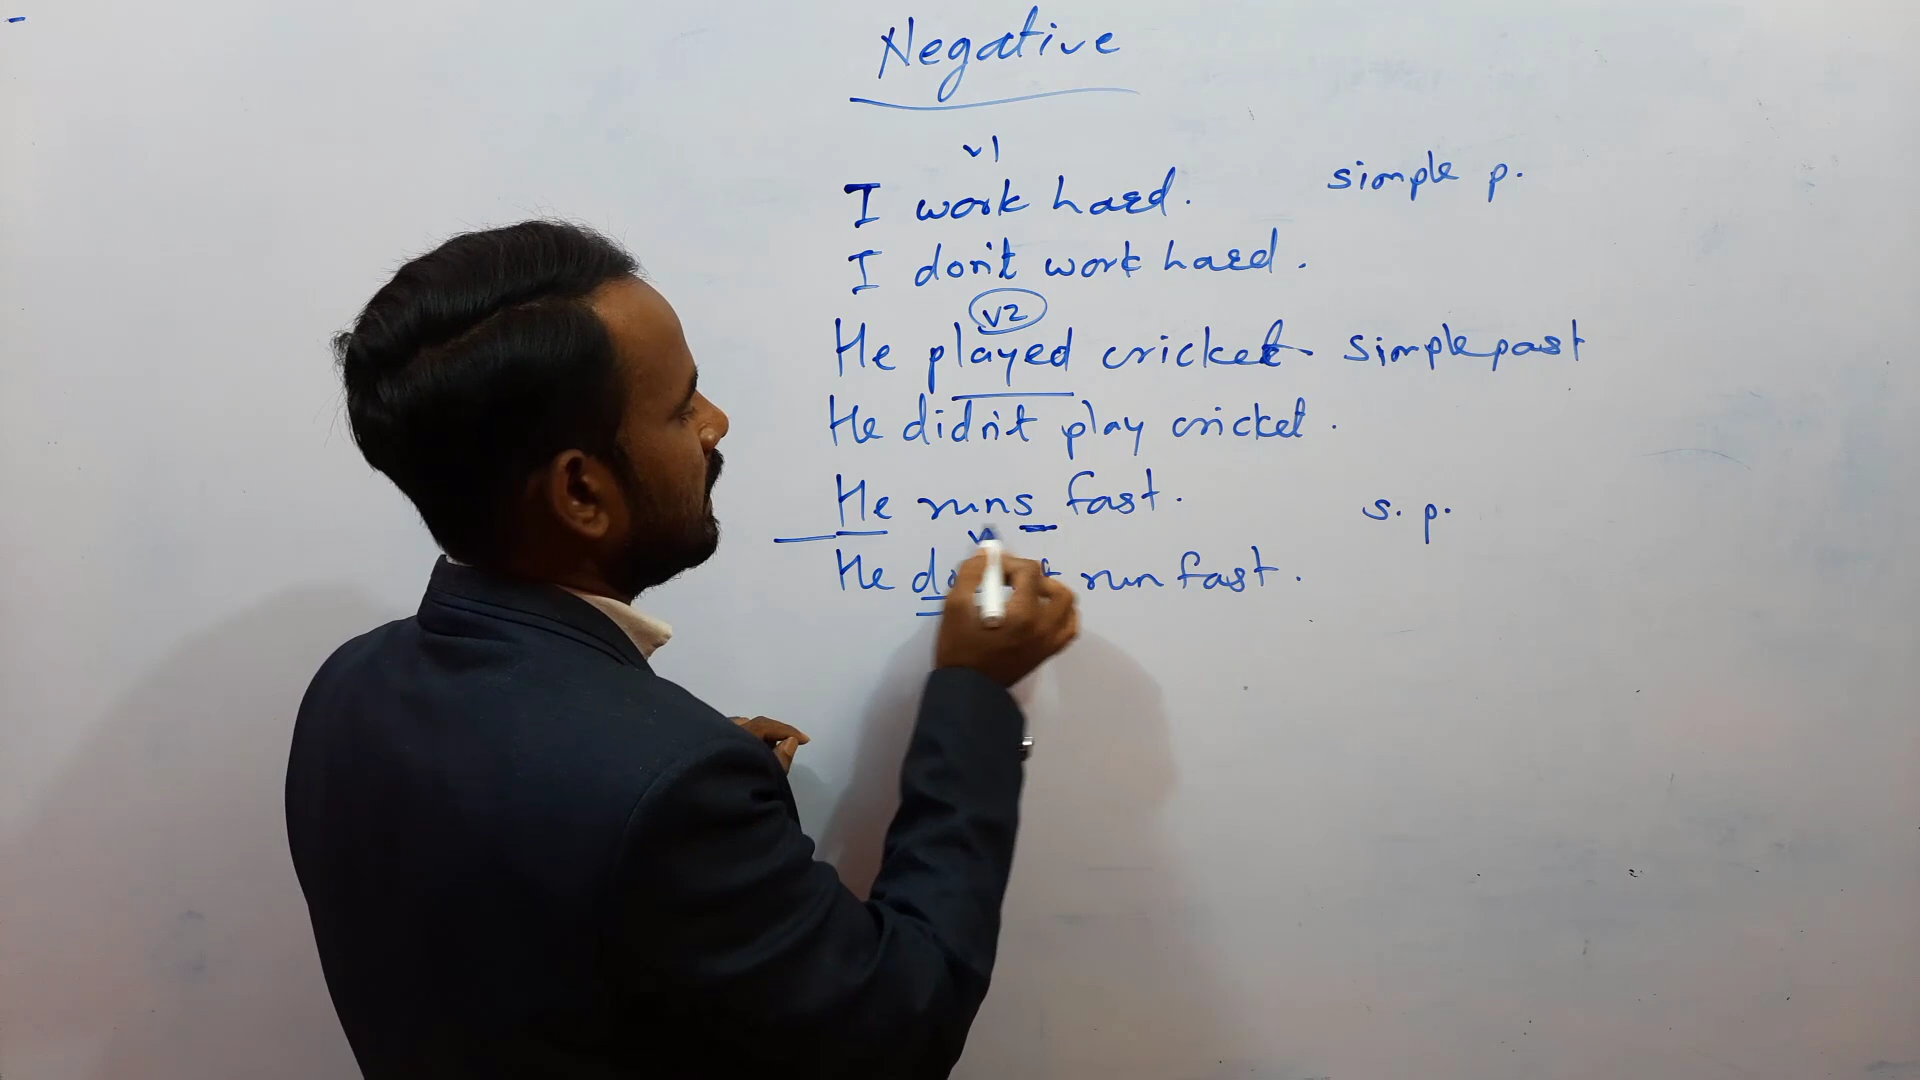 Negative
v1
I work hard. simple p.
I don't work hard.
v2
He played cricket. simple past
He didn't play cricket.
He runs fast. s. p.
He run fast.